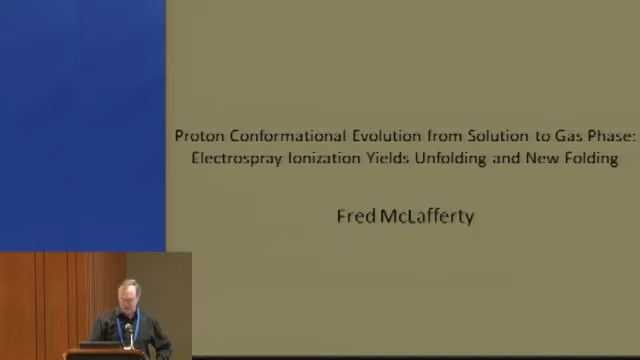 Proton Conformational Evolution from Solution to Gas Phase:
Electrospray Ionization Yields Unfolding and New Folding
Fred McLafferty